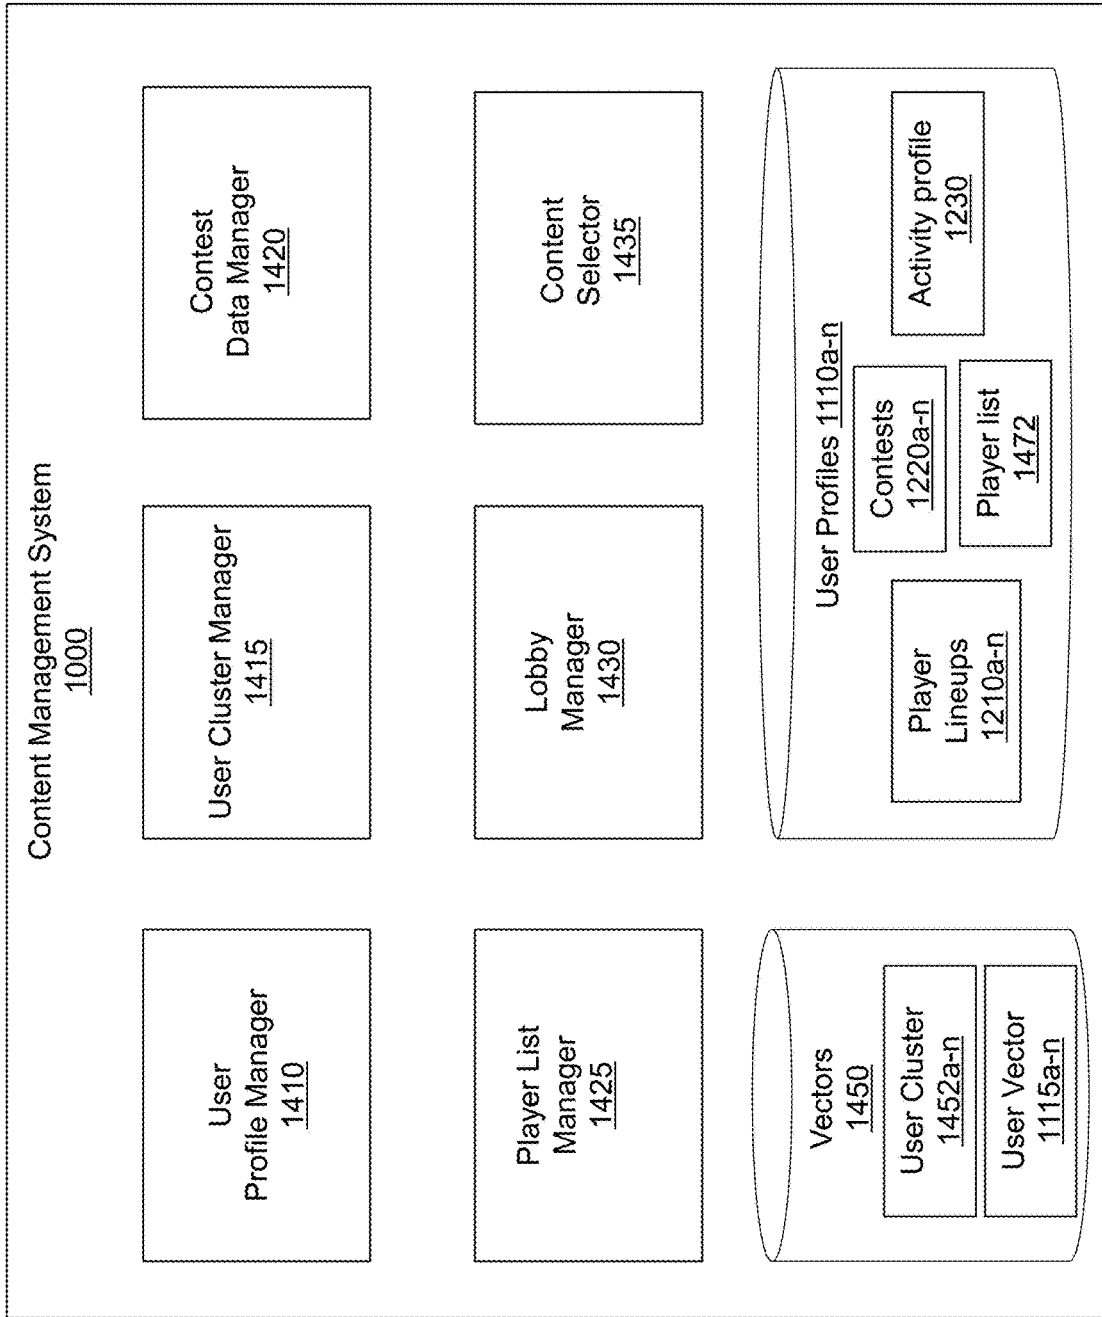 Content Management System
1000
User
Profile Manager
1410
User Cluster Manager
1415
Contest
Data Manager
1420
Player List
Manager
1425
Lobby
Manager
1430
Content
Selector
1435
Vectors
1450
User Cluster
1452a-n
User Vector
1115a-n
User Profiles 1110a-n
Player
Lineups
1210a-n
Contests
1220a-n
Player list
1472
Activity profile
1230